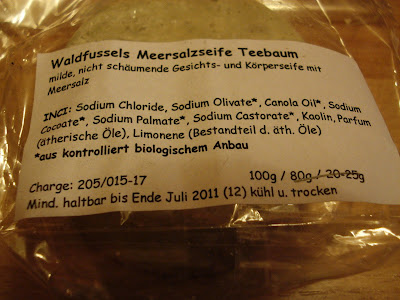 Waldfussels Meersalzseife Teebaum
milde, nicht schäumende Gesichts- und Körperseife mit
Meersalz
INCI: Sodium Chloride, Sodium Olivate*, Canola Oil*, Sodium
Cocoate*, Sodium Palmate*, Sodium Castorate*, Kaolin, Parfum
(ätherische Öle), Limonene (Bestandteil d. äth. Öle)
*aus kontrolliert biologischem Anbau
100g / 80g / 20-25g
Charge: 205/015-17
Mind. haltbar bis Ende Juli 2011 (12) kühl u. trocken